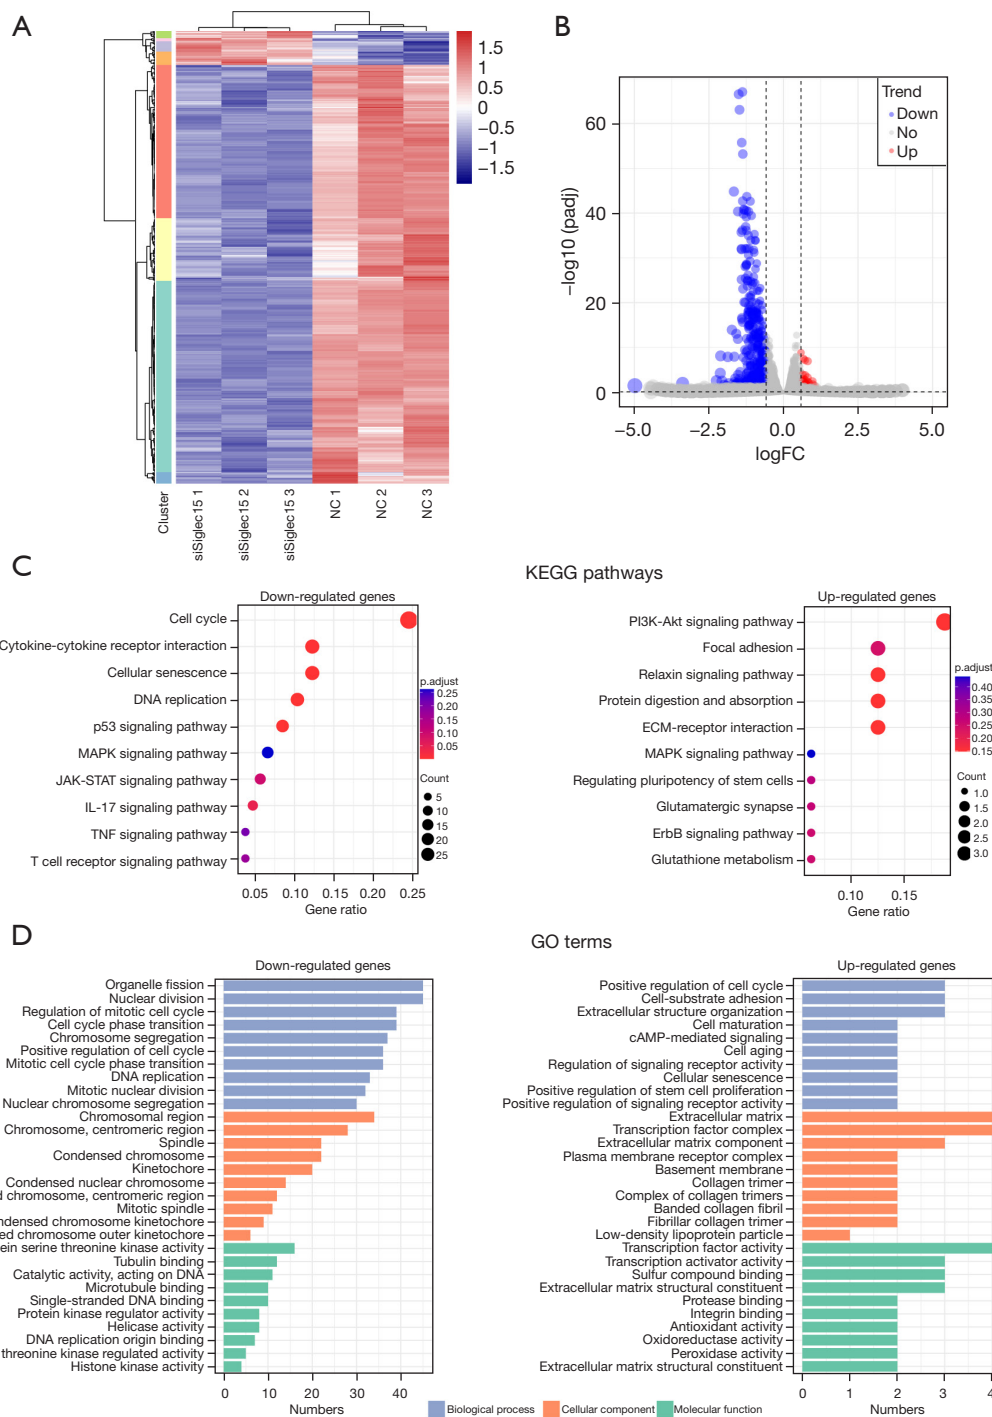 A
1.5
1
0.5
0
−0.5
−1
−1.5
Cluster
siSiglec15 1
siSiglec15 2
siSiglec15 3
NC 1
NC 2
NC 3
B
Trend
Down
No
Up
−log10 (padj)
60
40
20
0
−5.0 −2.5 0.0 2.5 5.0
logFC
C
KEGG pathways
Down-regulated genes
Cell cycle
Cytokine-cytokine receptor interaction
Cellular senescence
DNA replication
p53 signaling pathway
MAPK signaling pathway
JAK-STAT signaling pathway
IL-17 signaling pathway
TNF signaling pathway
T cell receptor signaling pathway
0.05 0.10 0.15 0.20 0.25
Gene ratio
p.adjust
0.25
0.20
0.15
0.10
0.05
Count
5
10
15
20
25
Up-regulated genes
PI3K-Akt signaling pathway
Focal adhesion
Relaxin signaling pathway
Protein digestion and absorption
ECM-receptor interaction
MAPK signaling pathway
Regulating pluripotency of stem cells
Glutamatergic synapse
ErbB signaling pathway
Glutathione metabolism
0.10 0.15
Gene ratio
p.adjust
0.40
0.35
0.30
0.25
0.20
0.15
Count
1.0
1.5
2.0
2.5
3.0
D
GO terms
Down-regulated genes
Organelle fission
Nuclear division
Regulation of mitotic cell cycle
Cell cycle phase transition
Chromosome segregation
Positive regulation of cell cycle
Mitotic cell cycle phase transition
DNA replication
Mitotic nuclear division
Nuclear chromosome segregation
Chromosomal region
Chromosome, centromeric region
Spindle
Condensed chromosome
Kinetochore
Condensed nuclear chromosome
chromosome, centromeric region
Mitotic spindle
chromosome kinetochore
chromosome outer kinetochore
serine threonine kinase activity
Tubulin binding
Catalytic activity, acting on DNA
Microtubule binding
Single-stranded DNA binding
Protein kinase regulator activity
Helicase activity
DNA replication origin binding
threonine kinase regulated activity
Histone kinase activity
0 10 20 30 40
Numbers
Up-regulated genes
Positive regulation of cell cycle
Cell-substrate adhesion
Extracellular structure organization
Cell maturation
cAMP-mediated signaling
Cell aging
Regulation of signaling receptor activity
Cellular senescence
Positive regulation of stem cell proliferation
Positive regulation of signaling receptor activity
Extracellular matrix
Transcription factor complex
Extracellular matrix component
Plasma membrane receptor complex
Basement membrane
Collagen trimer
Complex of collagen trimers
Banded collagen fibril
Fibrillar collagen trimer
Low-density lipoprotein particle
Transcription factor activity
Transcription activator activity
Sulfur compound binding
Extracellular matrix structural constituent
Protease binding
Integrin binding
Antioxidant activity
Oxidoreductase activity
Peroxidase activity
Extracellular matrix structural constituent
0 1 2 3 4
Numbers
Biological process Cellular component Molecular function